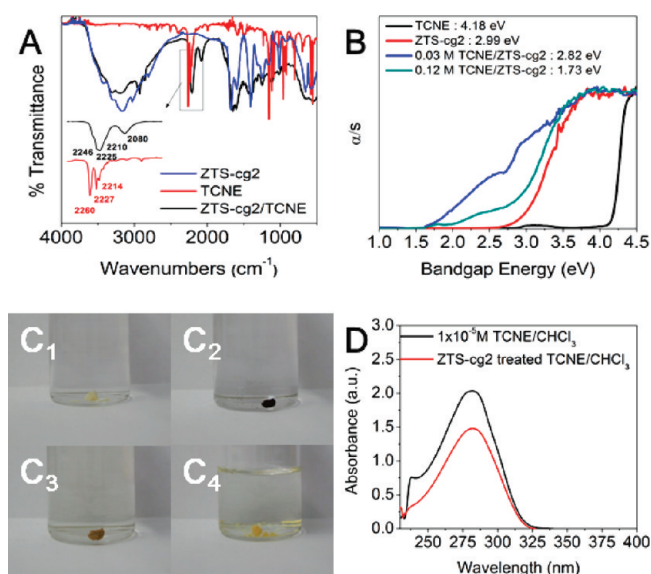 A
% Transmittance
2246
2225
2210
2080
2260
2227
2214
ZTS-cg2
TCNE
ZTS-cg2/TCNE
4000 3000 2000 1000
Wavenumbers (cm⁻¹)
B
α/s
TCNE : 4.18 eV
ZTS-cg2 : 2.99 eV
0.03 M TCNE/ZTS-cg2 : 2.82 eV
0.12 M TCNE/ZTS-cg2 : 1.73 eV
1.0 1.5 2.0 2.5 3.0 3.5 4.0 4.5
Bandgap Energy (eV)
C₁
C₂
C₃
C₄
D
Absorbance (a.u.)
3.0
2.5
2.0
1.5
1.0
0.5
0.0
1x10⁻⁵M TCNE/CHCl₃
ZTS-cg2 treated TCNE/CHCl₃
250 275 300 325 350 375 400
Wavelength (nm)